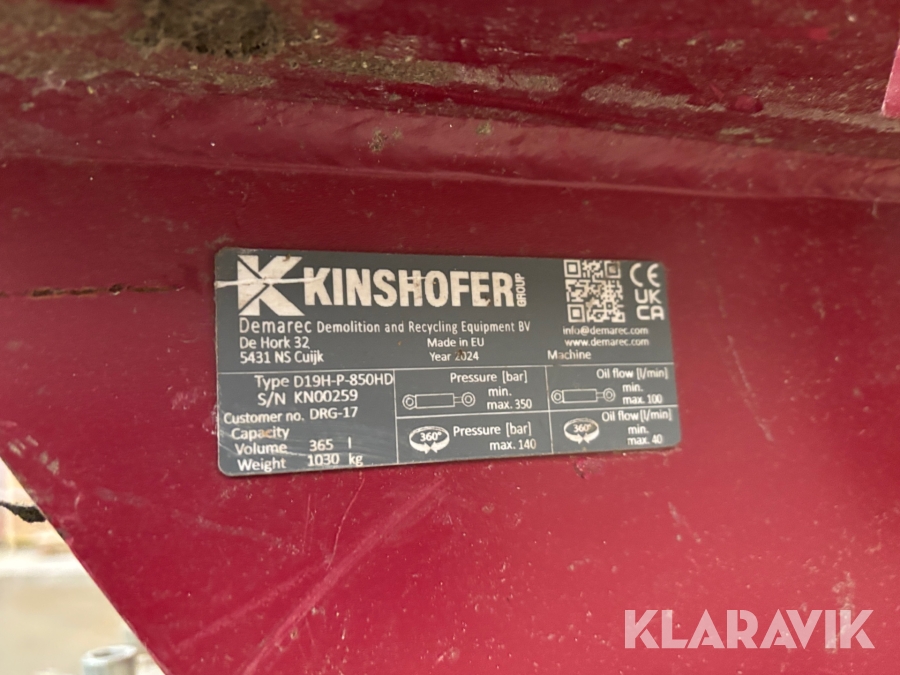 KINSHOFER GROUP
Demarec Demolition and Recycling Equipment BV
De Hork 32
5431 NS Cuijk
Made in EU
Year 2024
info@demarec.com
www.demarec.com
Machine
CE
UK
CA
Type D19H-P-850HD
S/N KN00259
Customer no. DRG-17
Capacity
Volume 365 l
Weight 1030 kg
Pressure [bar]
min.
max. 350
Oil flow [l/min]
min.
max. 100
360°
Pressure [bar]
max. 140
360°
Oil flow [l/min]
min.
max. 40
KLARAVIK